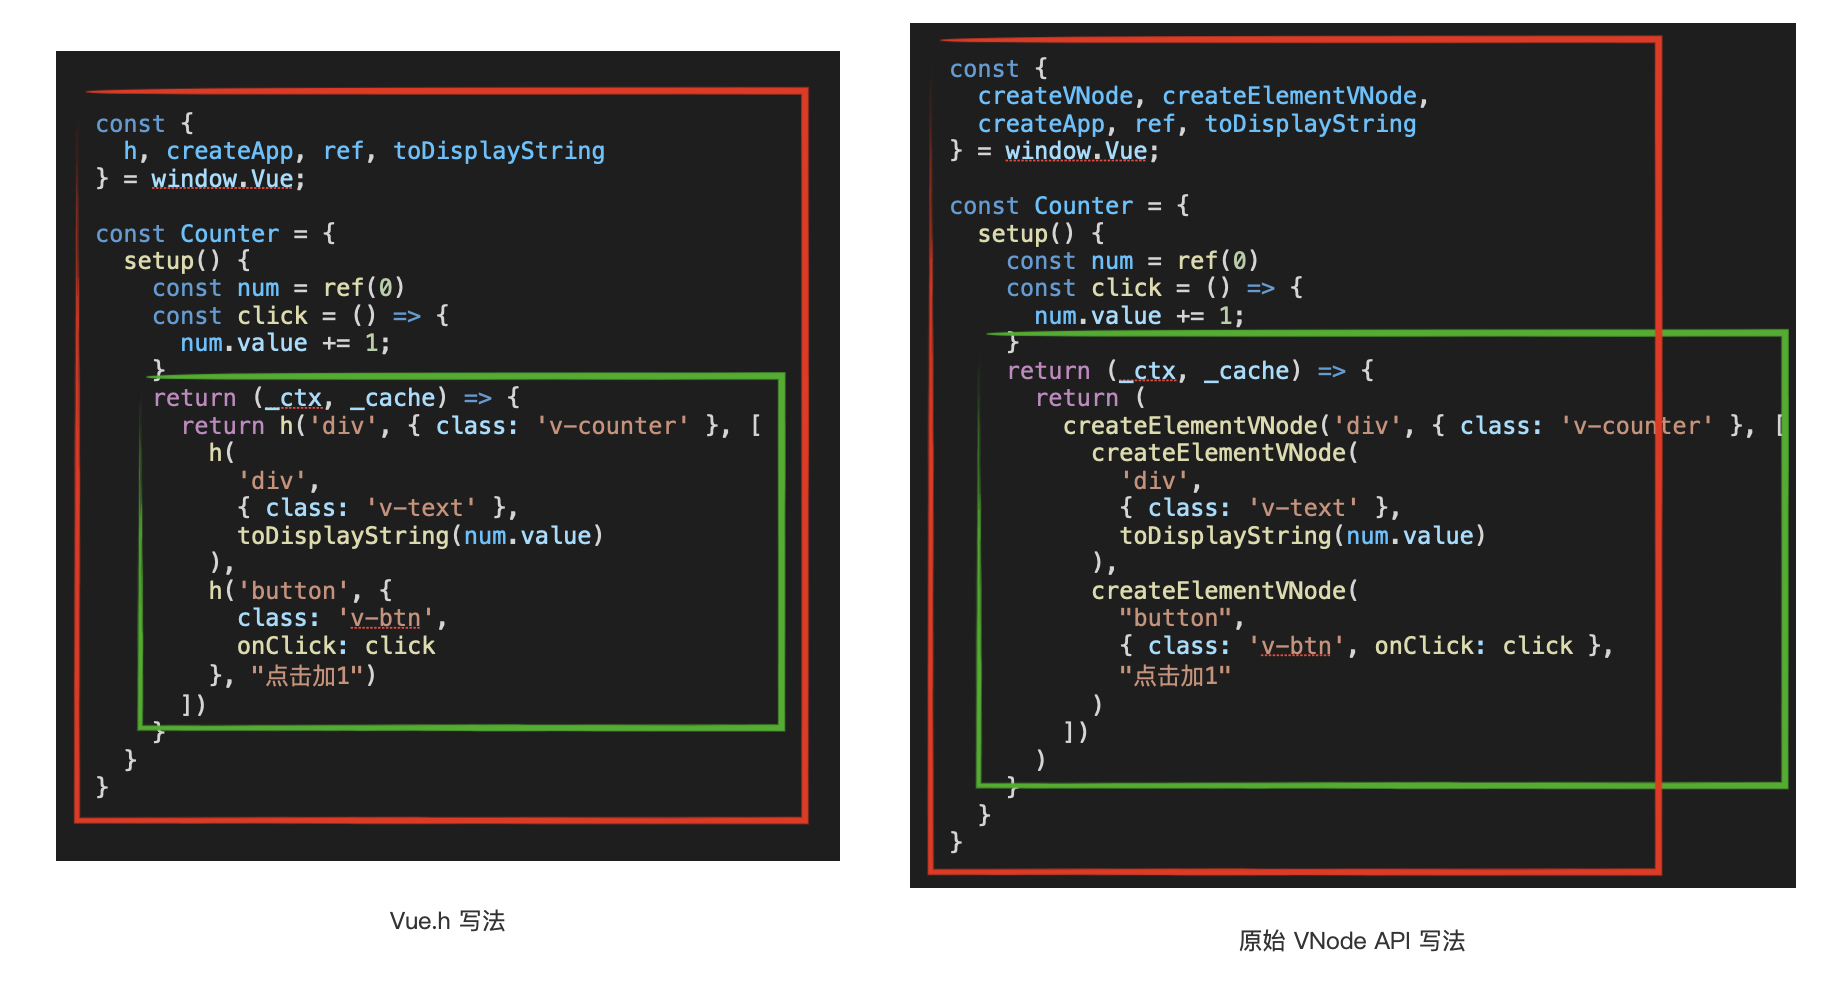 const {
  h, createApp, ref, toDisplayString
} = window.Vue;
const Counter = {
  setup() {
    const num = ref(0)
    const click = () => {
      num.value += 1;
    }
    return (_ctx, _cache) => {
      return h('div', { class: 'v-counter' }, [
        h(
          'div',
          { class: 'v-text' },
          toDisplayString(num.value)
        ),
        h('button', {
          class: 'v-btn',
          onClick: click
        }, "点击加1")
      ])
    }
  }
}
Vue.h 写法
const {
  createVNode, createElementVNode,
  createApp, ref, toDisplayString
} = window.Vue;
const Counter = {
  setup() {
    const num = ref(0)
    const click = () => {
      num.value += 1;
    }
    return (_ctx, _cache) => {
      return (
        createElementVNode('div', { class: 'v-counter' }, [
          createElementVNode(
            'div',
            { class: 'v-text' },
            toDisplayString(num.value)
          ),
          createElementVNode(
            "button",
            { class: 'v-btn', onClick: click },
            "点击加1"
          )
        ])
      )
    }
  }
}
原始 VNode API 写法